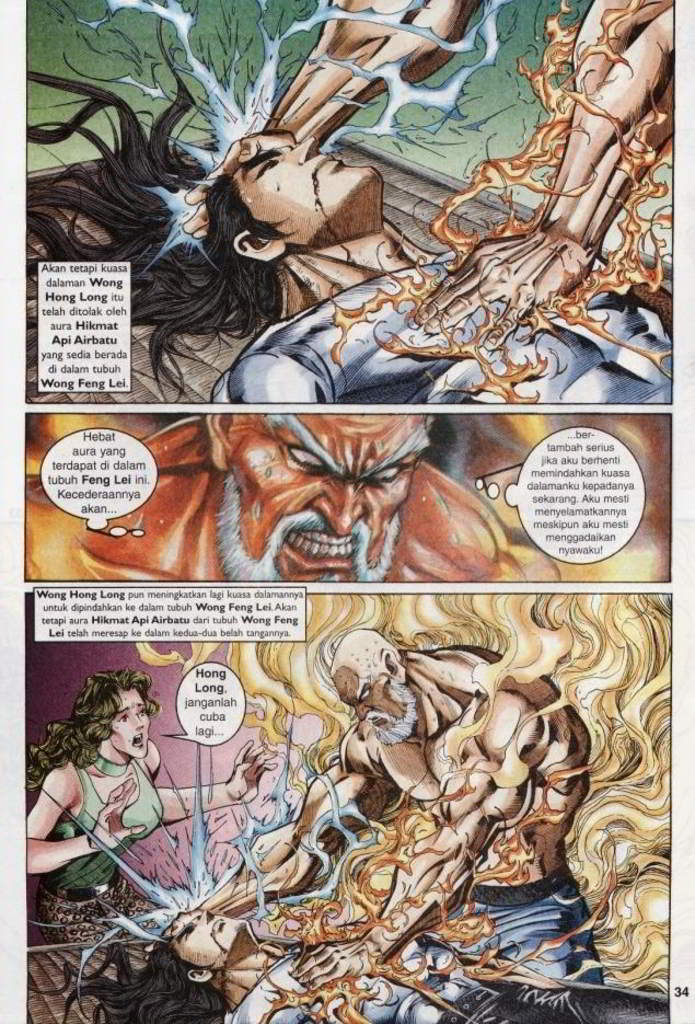 Akan tetapi kuasa
dalaman Wong
Hong Long itu
telah ditolak oleh
aura Hikmat
Api Airbatu
yang sedia berada
di dalam tubuh
Wong Feng Lei.
Hebat
aura yang
terdapat di dalam
tubuh Feng Lei ini.
Kecederaannya
akan...
...ber-
tambah serius
jika aku berhenti
memindahkan kuasa
dalamanku kepadanya
sekarang. Aku mesti
menyelamatkannya
meskipun aku mesti
menggadaikan
nyawaku!
Wong Hong Long pun meningkatkan lagi kuasa dalamannya
untuk dipindahkan ke dalam tubuh Wong Feng Lei. Akan
tetapi aura Hikmat Api Airbatu dari tubuh Wong Feng
Lei telah meresap ke dalam kedua-dua belah tangannya.
Hong
Long,
janganlah
cuba
lagi...
34